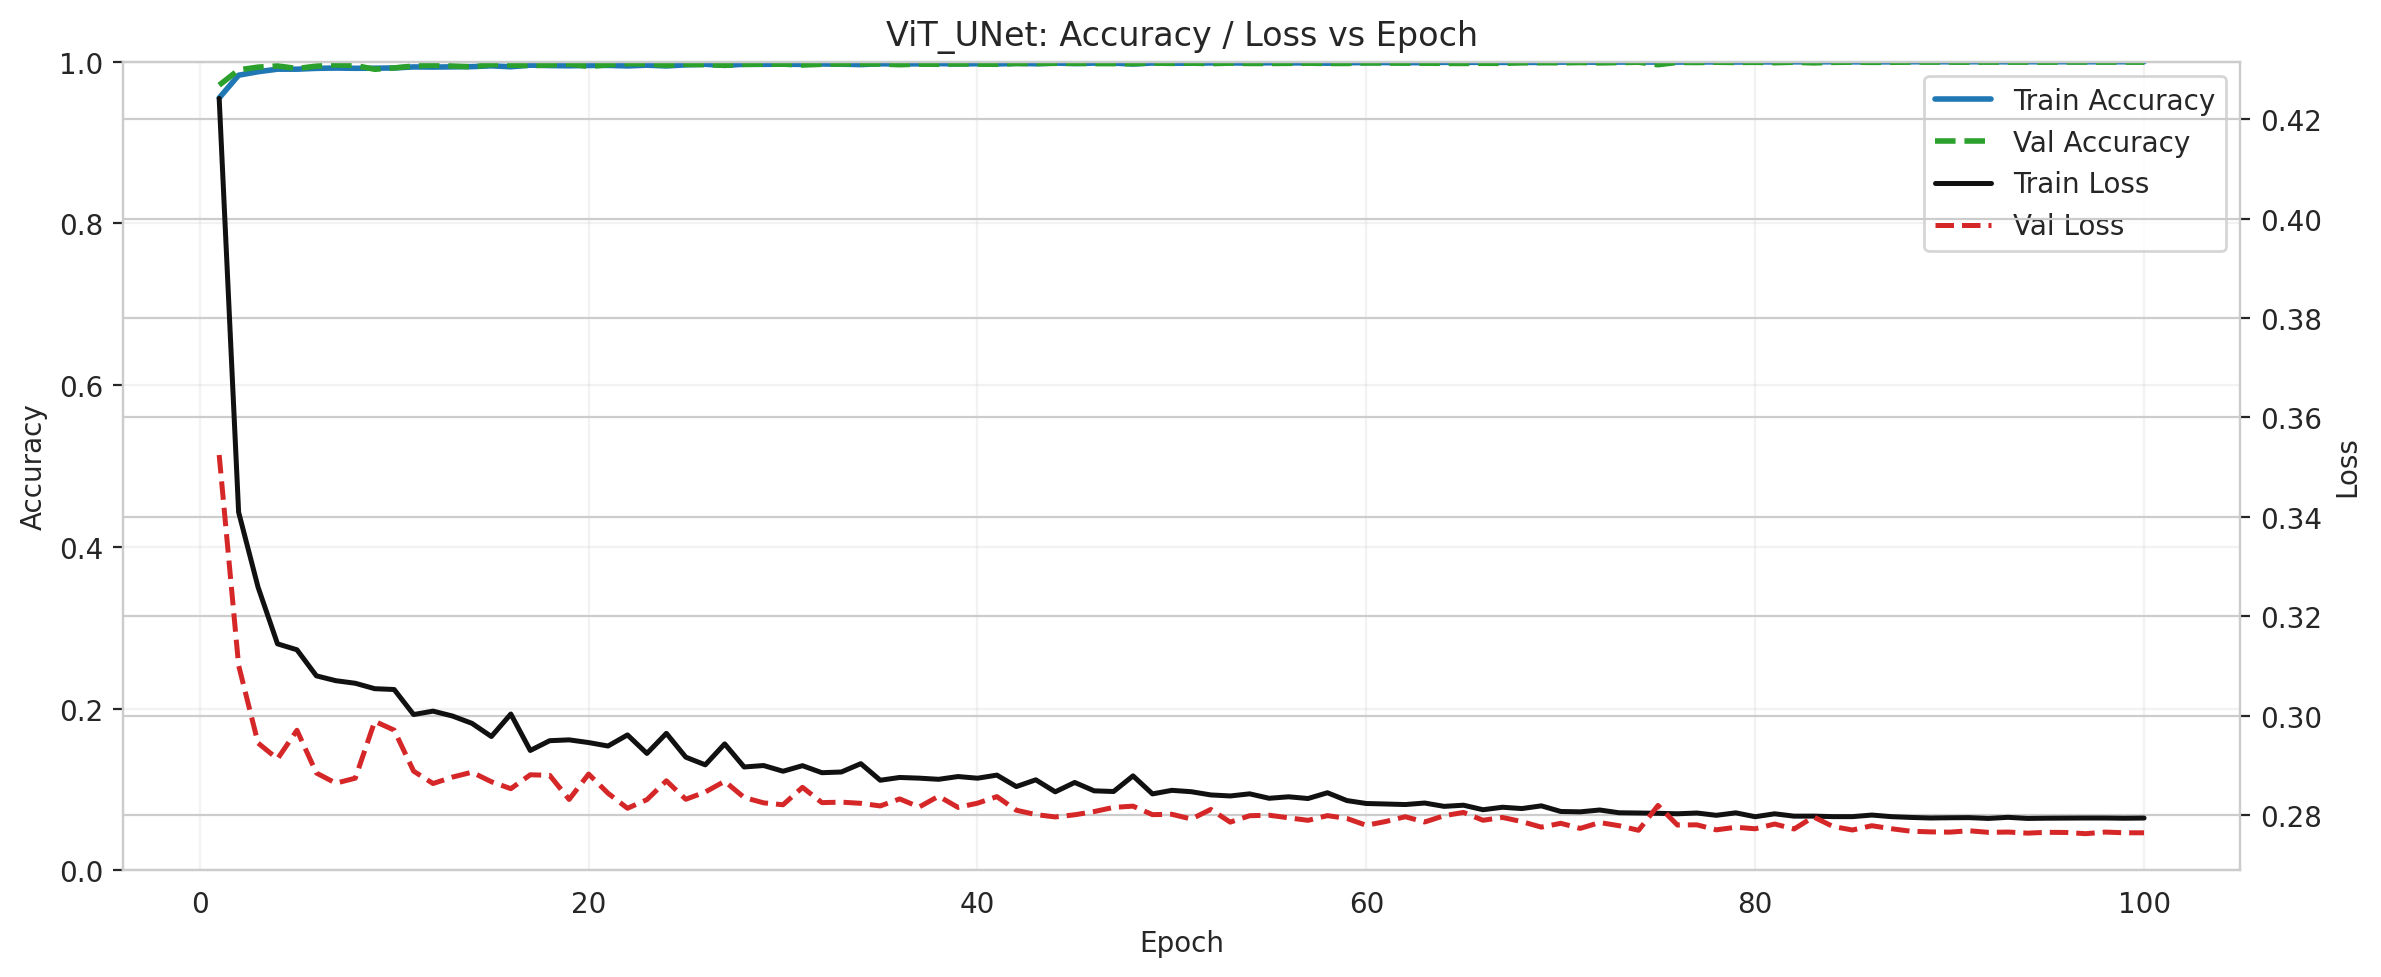 ViT_UNet: Accuracy / Loss vs Epoch
1.0
0.8
0.6
0.4
0.2
0.0
Accuracy
Train Accuracy
Val Accuracy
Train Loss
Val Loss
0.42
0.40
0.38
0.36
0.34
0.32
0.30
0.28
Loss
0 20 40 60 80 100
Epoch